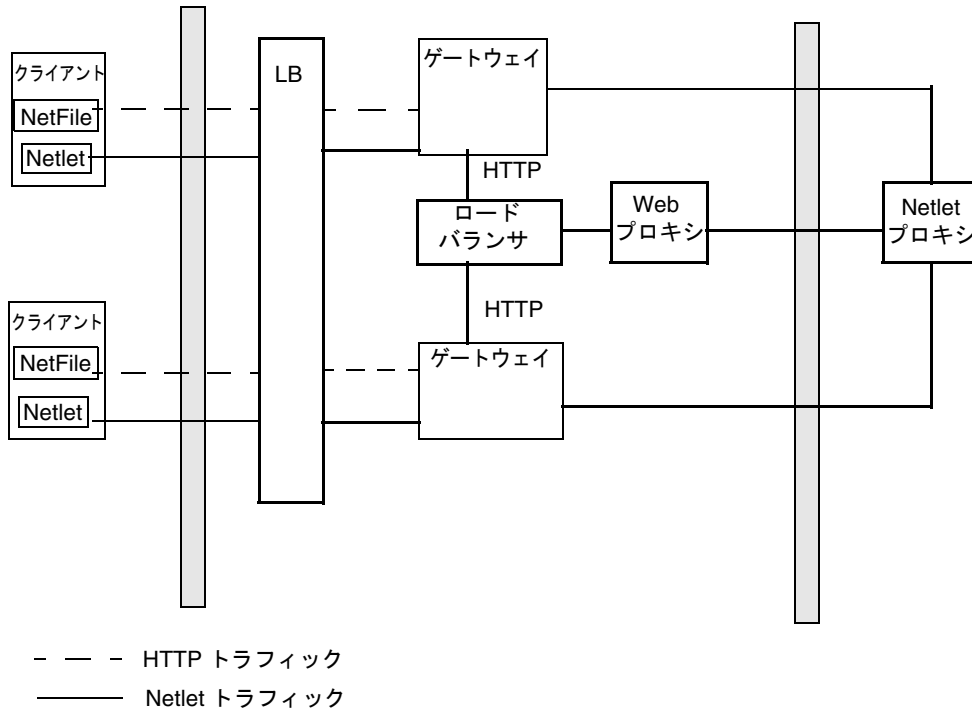 クライアント
NetFile
Netlet
LB
ゲートウェイ
HTTP
ロード
バランサ
Web
プロキシ
Netlet
プロキシ
HTTP
クライアント
NetFile
Netlet
ゲートウェイ
HTTP トラフィック
Netlet トラフィック